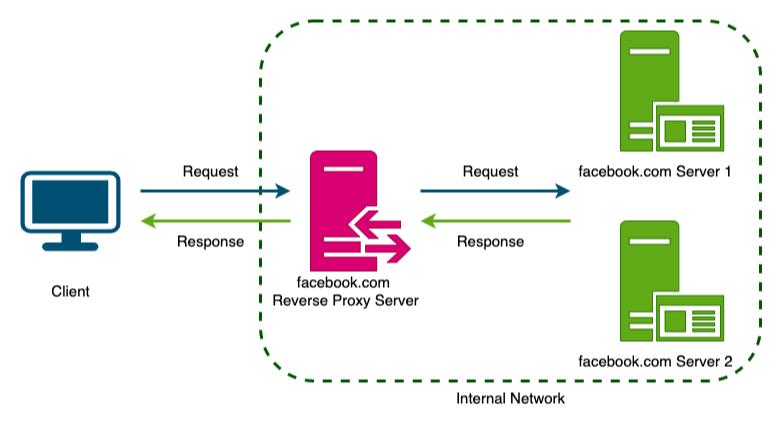 Request
Request
facebook.com Server 1
Response
Response
Client
facebook.com
Reverse Proxy Server
facebook.com Server 2
Internal Network